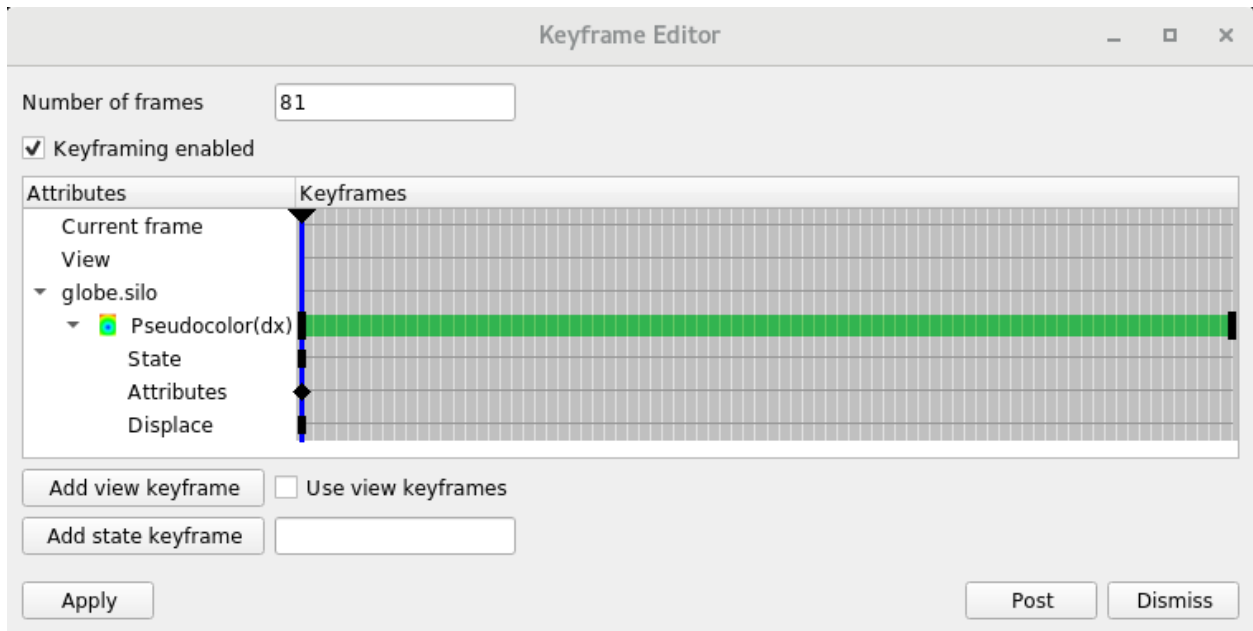 Keyframe Editor
Number of frames 81
Keyframing enabled
Attributes Keyframes
Current frame
View
globe.silo
Pseudocolor(dx)
State
Attributes
Displace
Add view keyframe Use view keyframes
Add state keyframe
Apply Post Dismiss